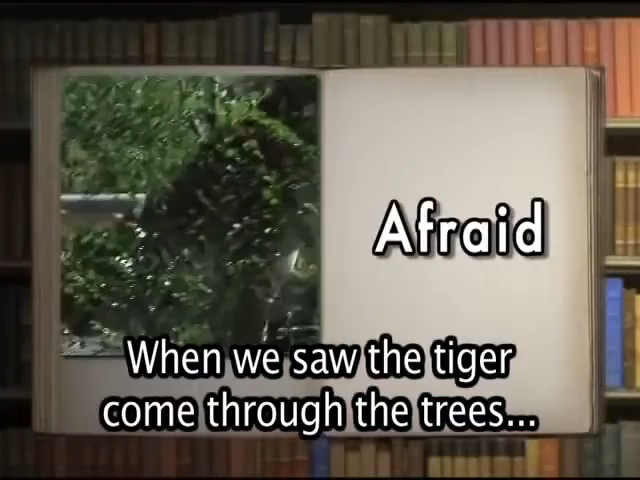 Afraid
When we saw the tiger
come through the trees...